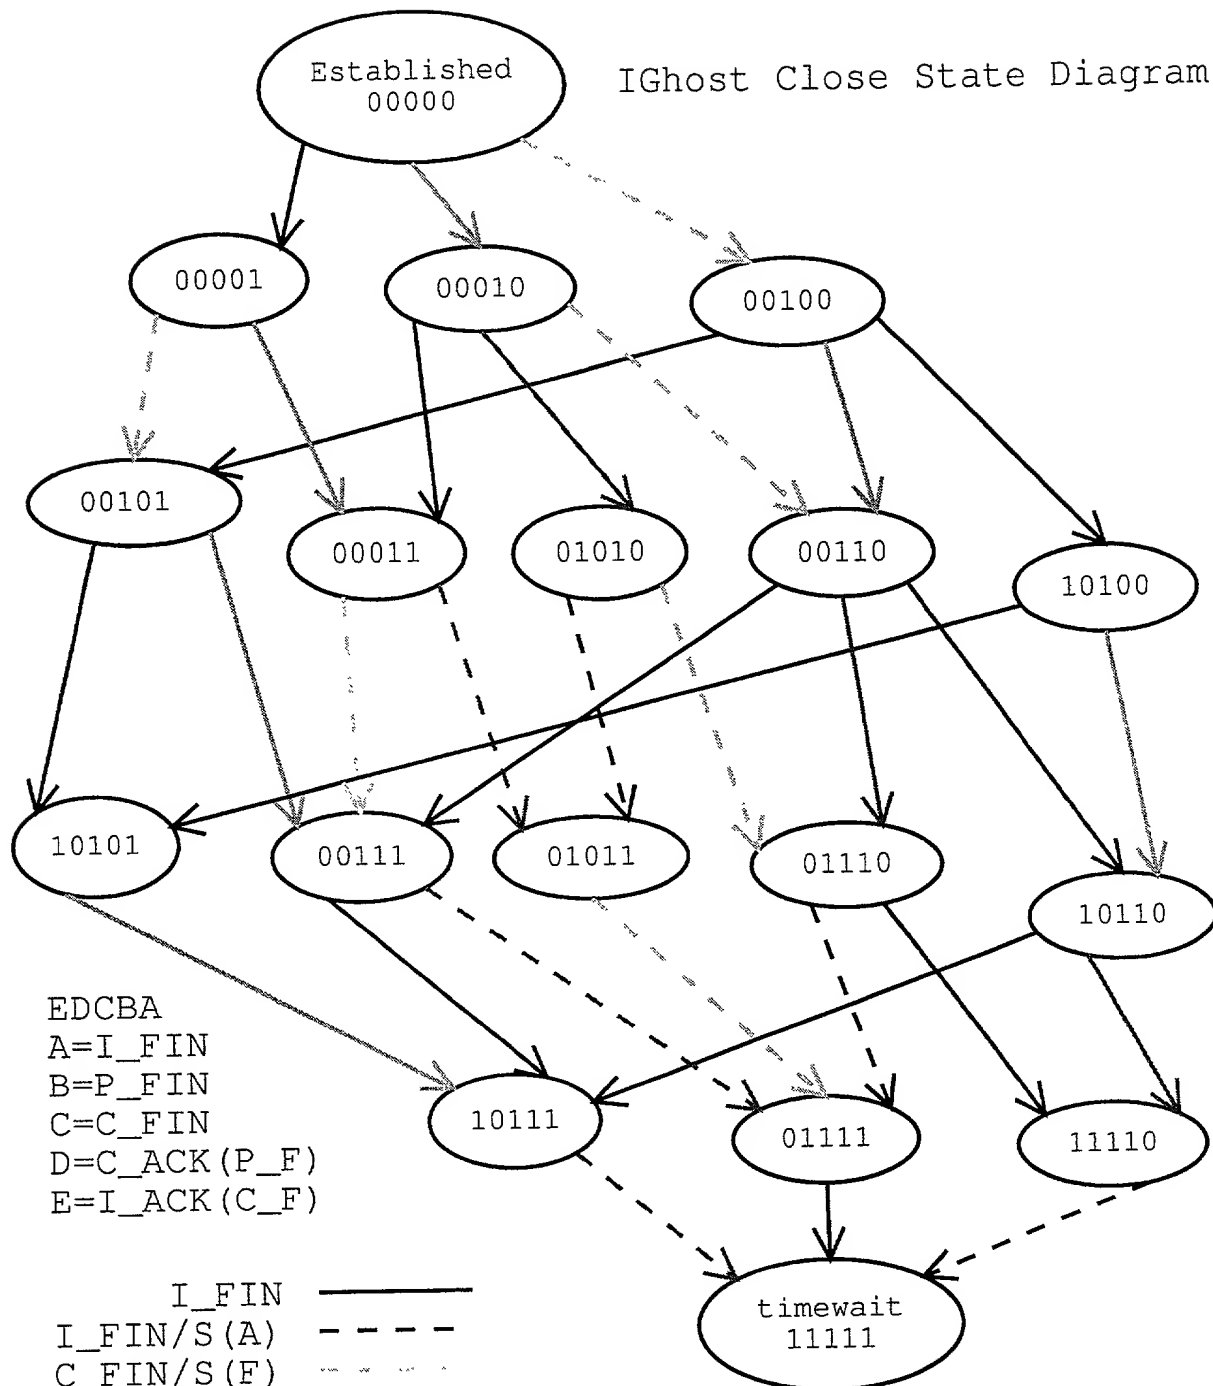 Established
00000
IGhost Close State Diagram
00001
00010
00100
00101
00011
01010
00110
10100
10101
00111
01011
01110
10110
EDCBA
A=I_FIN
B=P_FIN
C=C_FIN
D=C_ACK(P_F)
E=I_ACK(C_F)
10111
01111
11110
timewait
11111
I_FIN
I_FIN/S(A)
C_FIN/S(F)